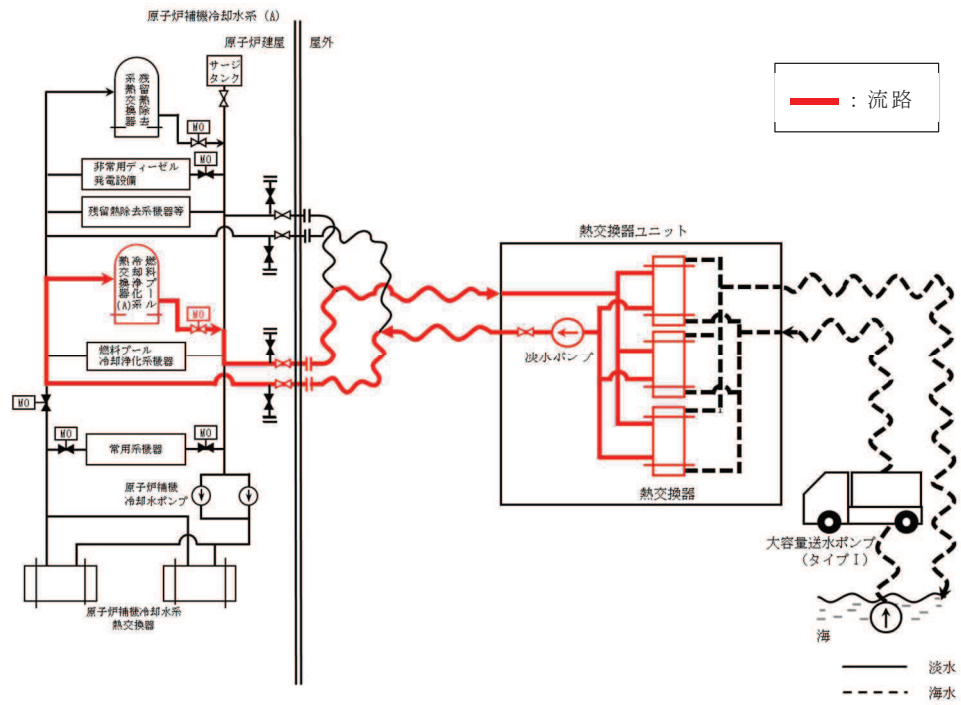 原子炉補機冷却水系 (A)
原子炉建屋
屋外
サージ
タンク
残留熱除去
系熱交換器
MO
MO
非常用ディーゼル
発電設備
残留熱除去系機器等
燃料プール
冷却浄化系
熱交換器(A)
MO
燃料プール
冷却浄化系機器
MO
MO
MO
常用系機器
原子炉補機
冷却水ポンプ
原子炉補機冷却水系
熱交換器
：流路
熱交換器ユニット
淡水ポンプ
熱交換器
大容量送水ポンプ
（タイプⅠ）
海
淡水
海水